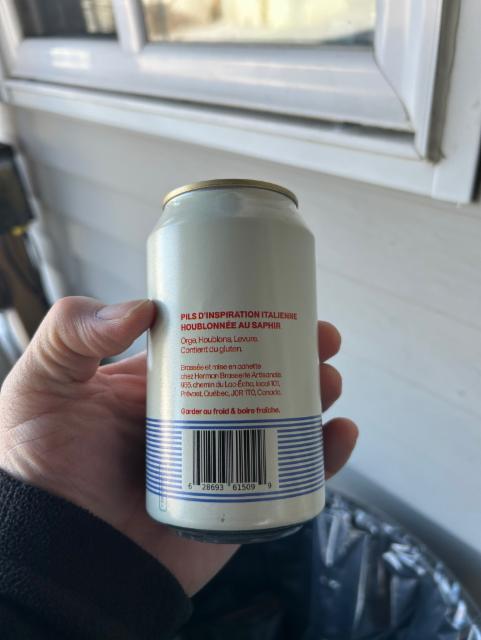 PILS D'INSPIRATION ITALIENNE
HOUBLONNÉE AU SAPHIR
Orge, Houblons, Levure.
Contient du gluten.
Brassée et mise en canette
chez Herman Brasserie Artisanale.
955, chemin du Lac-Écho, local 101,
Prévost, Québec, J0R 1T0, Canada.
Garder au froid & boire fraîche.
6 28693 61509 9